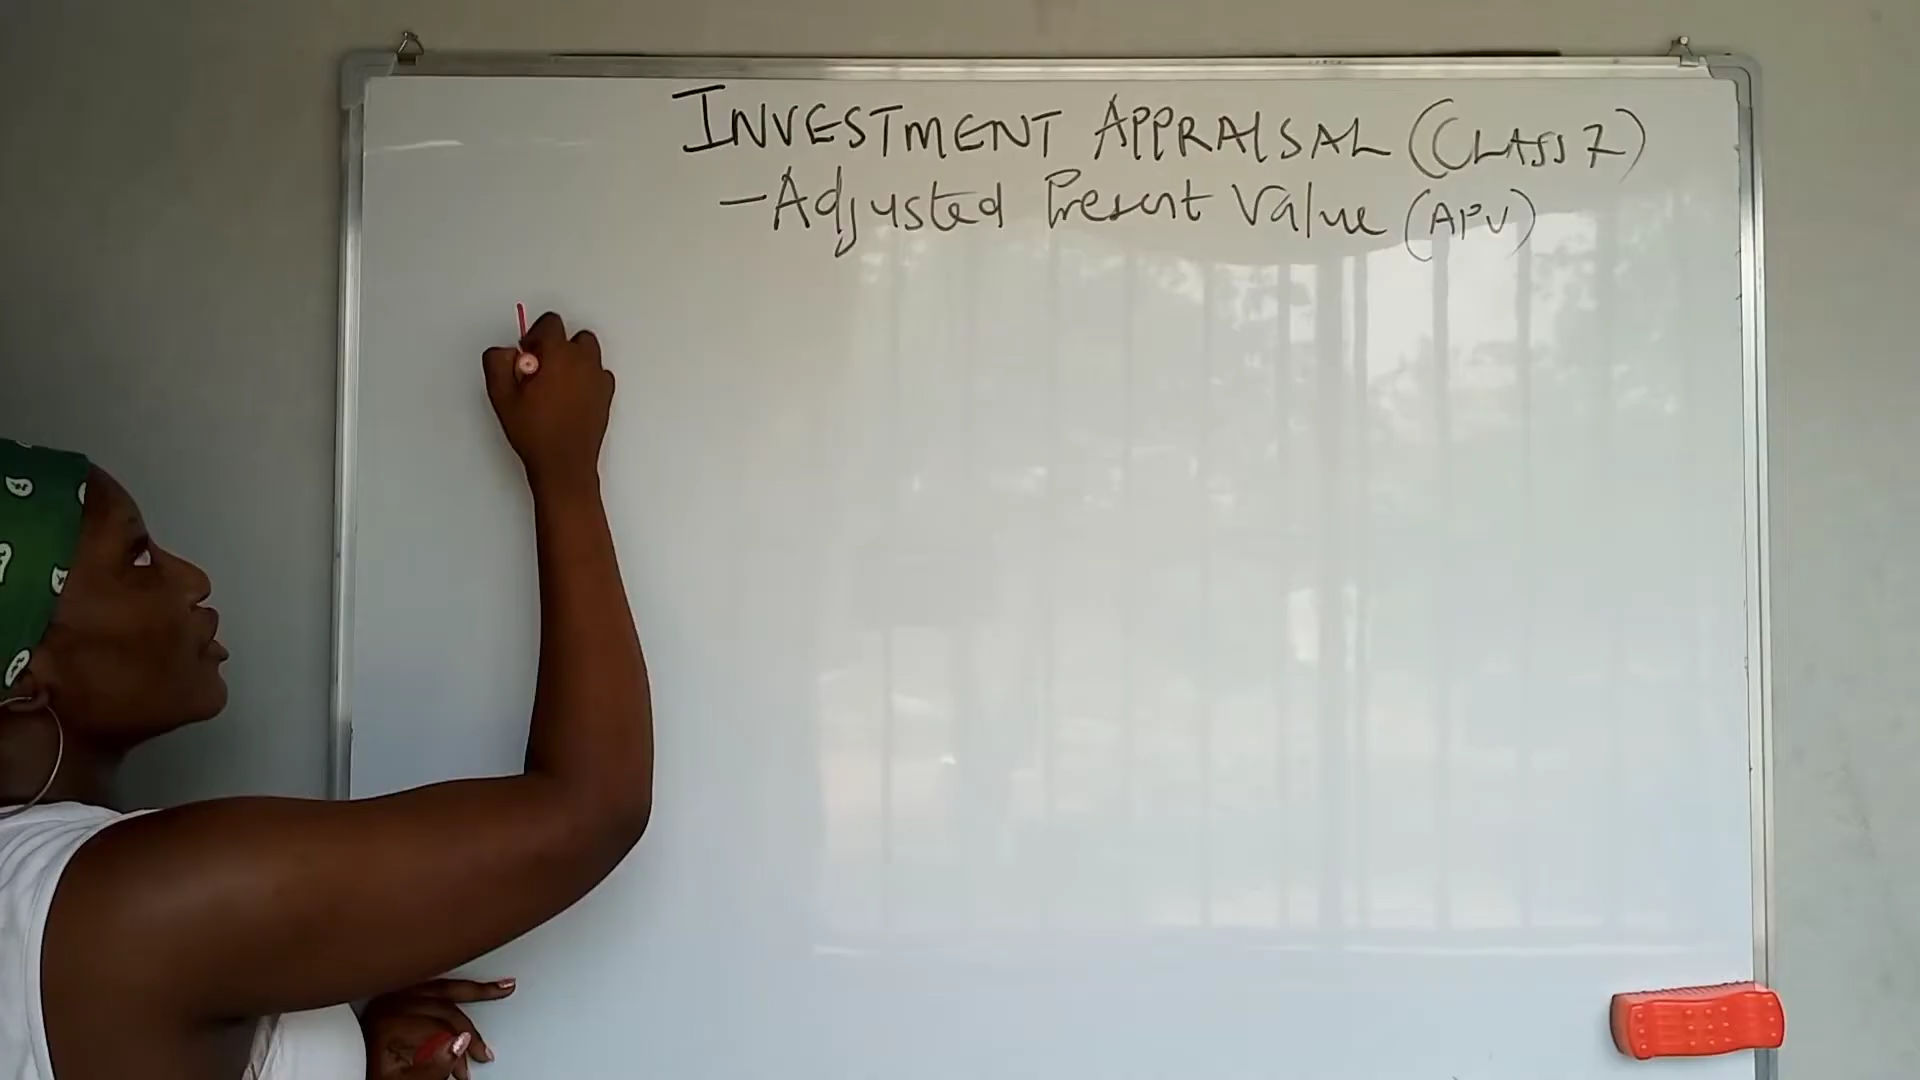 INVESTMENT APPRAISAL (CLASS 7)
- Adjusted Present Value (APV)